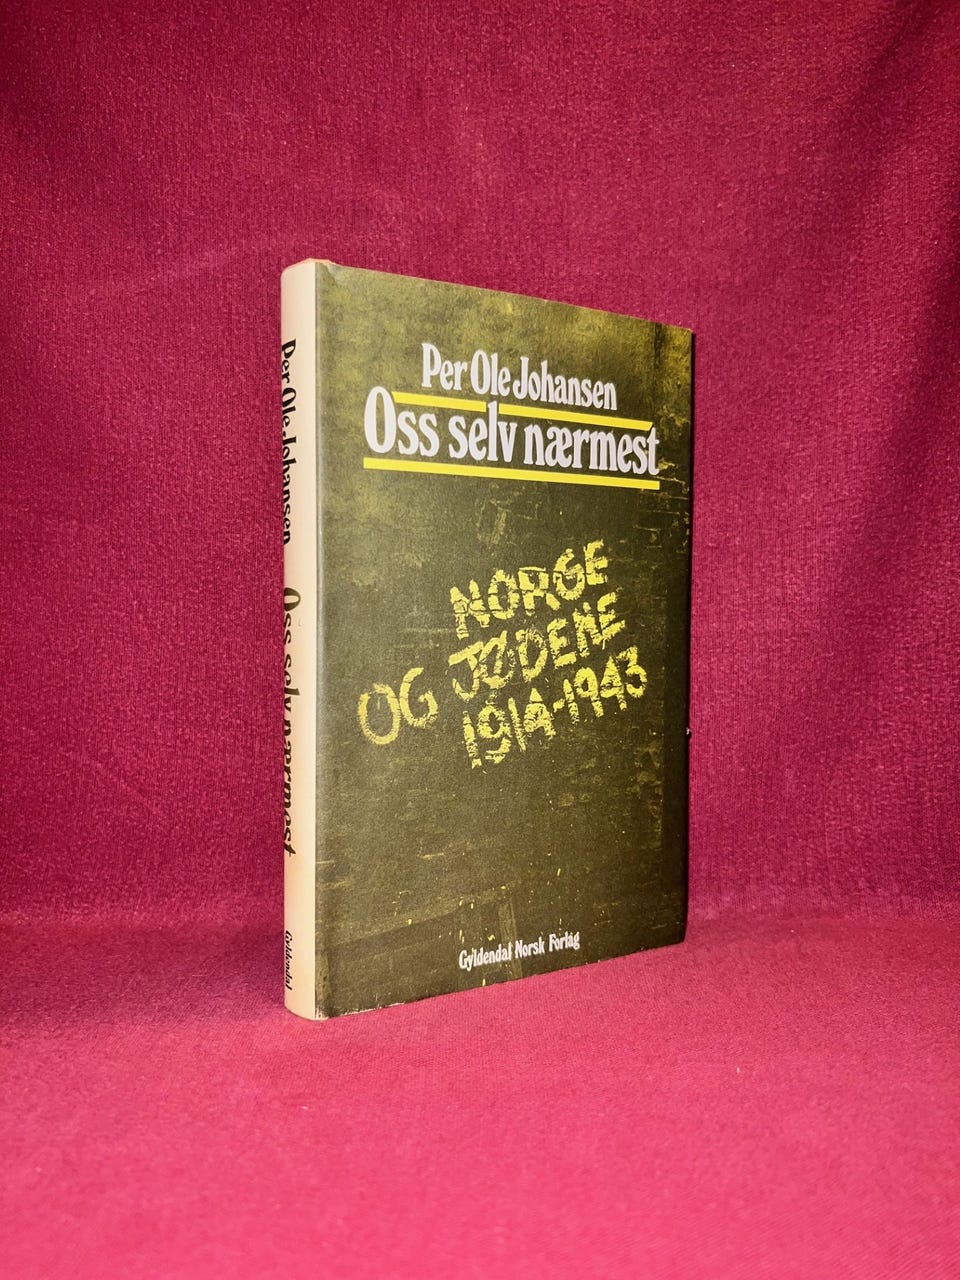 Per Ole Johansen
Oss selv nærmest
NORGE
OG JØDENE
1914-1943
Gyldendal Norsk Forlag
Per Ole Johansen Oss selv nærmest Gyldendal